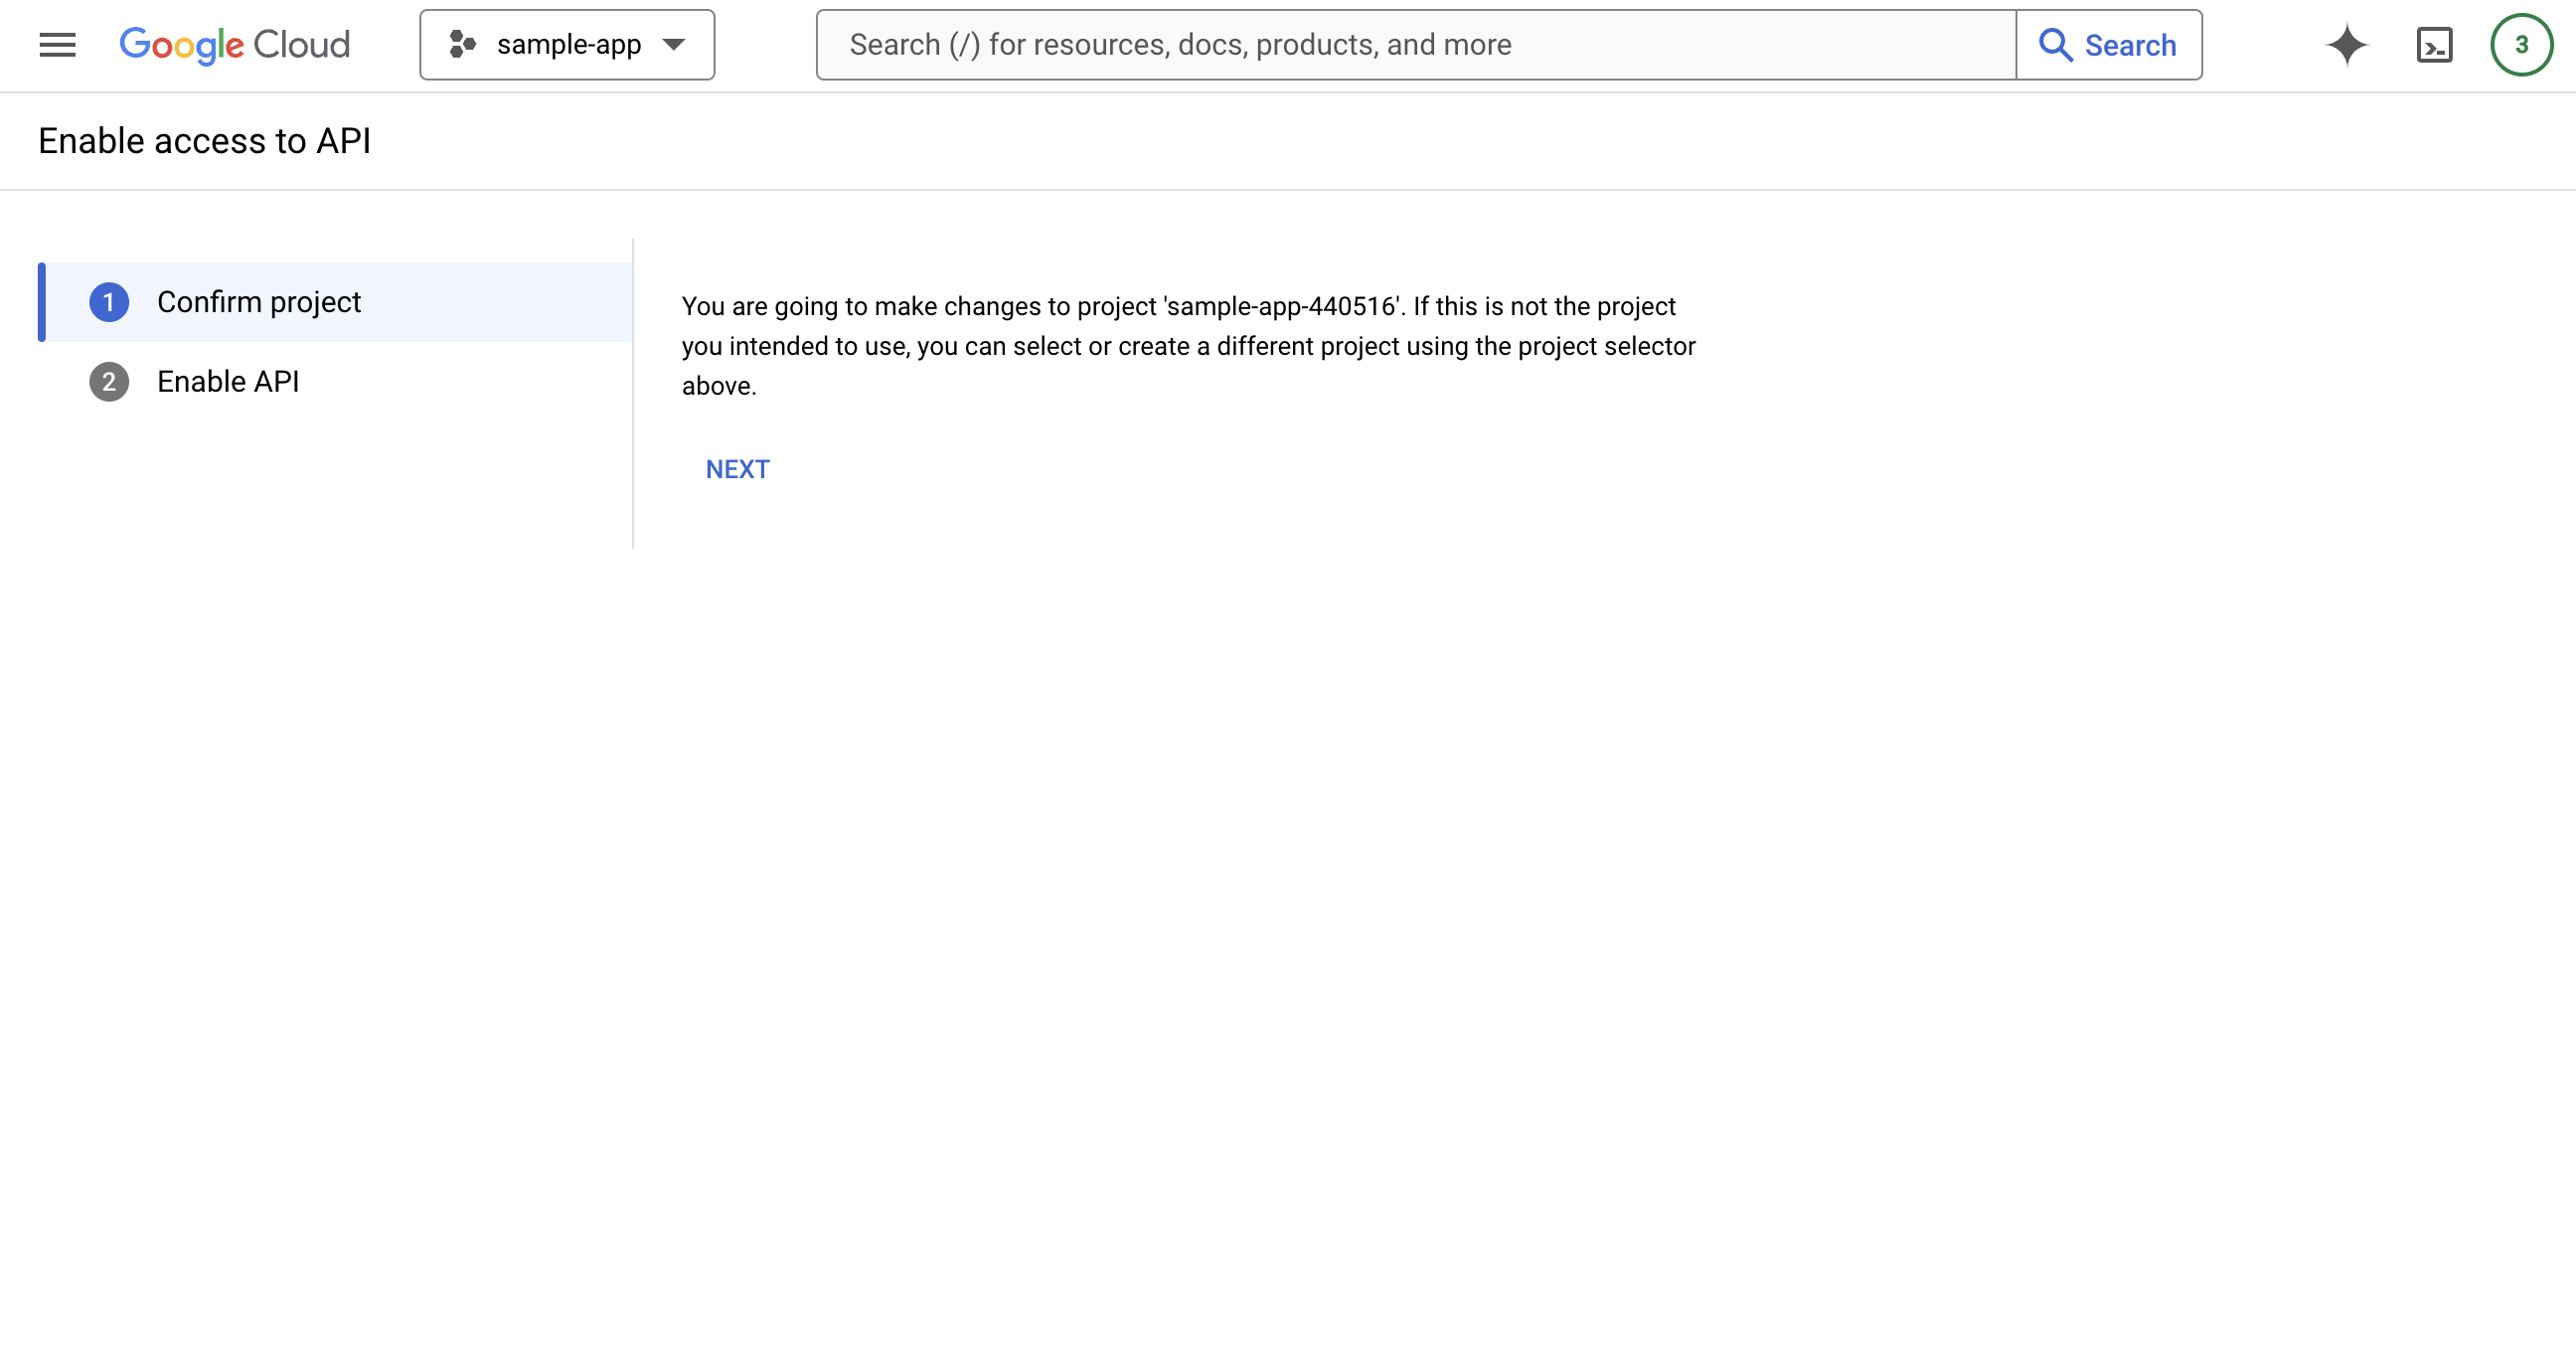 Google Cloud
sample-app
Search (/) for resources, docs, products, and more
Search
3
Enable access to API
1 Confirm project
2 Enable API
You are going to make changes to project 'sample-app-440516'. If this is not the project
you intended to use, you can select or create a different project using the project selector
above.
NEXT